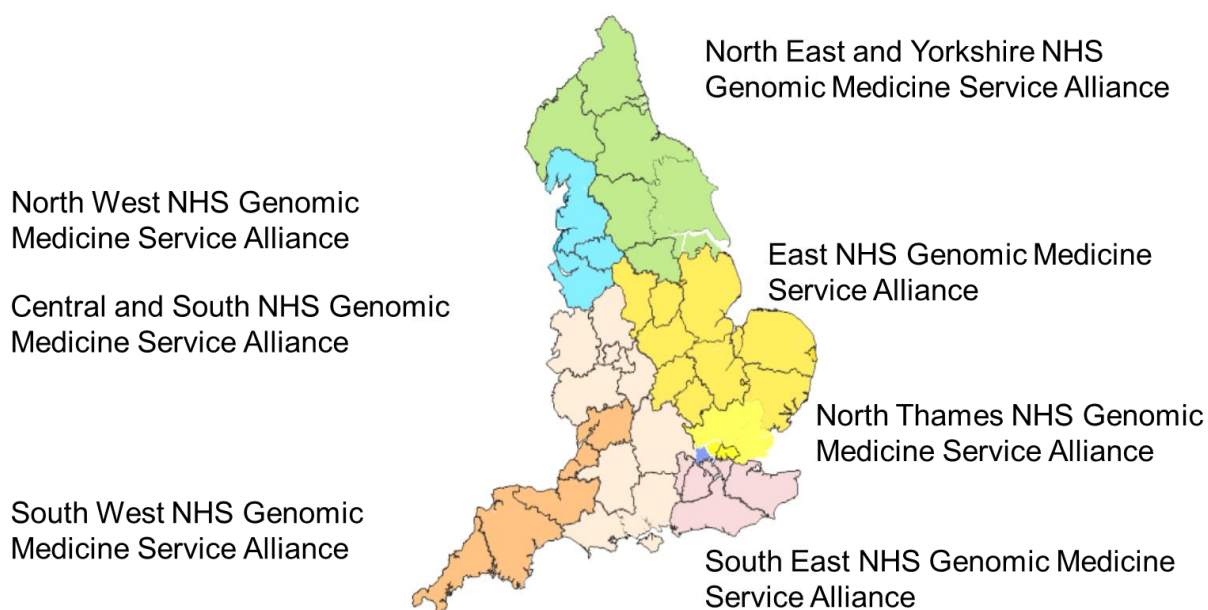 North East and Yorkshire NHS
Genomic Medicine Service Alliance
North West NHS Genomic
Medicine Service Alliance
East NHS Genomic Medicine
Service Alliance
Central and South NHS Genomic
Medicine Service Alliance
North Thames NHS Genomic
Medicine Service Alliance
South West NHS Genomic
Medicine Service Alliance
South East NHS Genomic Medicine
Service Alliance